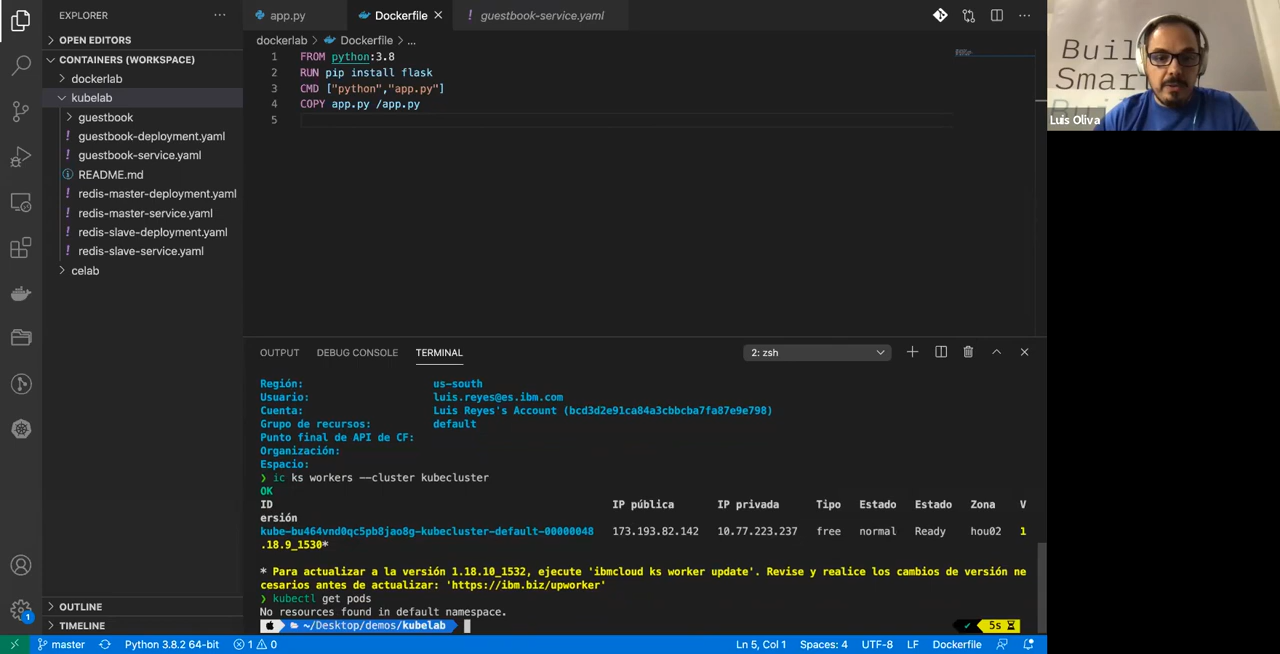 EXPLORER
OPEN EDITORS
CONTAINERS (WORKSPACE)
dockerlab
kubelab
guestbook
! guestbook-deployment.yaml
! guestbook-service.yaml
README.md
! redis-master-deployment.yaml
! redis-master-service.yaml
! redis-slave-deployment.yaml
! redis-slave-service.yaml
celab
OUTLINE
TIMELINE
app.py
Dockerfile
! guestbook-service.yaml
dockerlab > Dockerfile > ...
1 FROM python:3.8
2 RUN pip install flask
3 CMD ["python","app.py"]
4 COPY app.py /app.py
5
OUTPUT DEBUG CONSOLE TERMINAL 2: zsh
Región: us-south
Usuario: luis.reyes@es.ibm.com
Cuenta: Luis Reyes's Account (bcd3d2e91ca84a3cbbcba7fa87e9e798)
Grupo de recursos: default
Punto final de API de CF:
Organización:
Espacio:
❯ ic ks workers --cluster kubecluster
OK
ID IP pública IP privada Tipo Estado Estado Zona V
ersión
kube-bu464vnd0qc5pb8jao8g-kubecluster-default-00000048 173.193.82.142 10.77.223.237 free normal Ready hou02 1
.18.9_1530*
* Para actualizar a la versión 1.18.10_1532, ejecute 'ibmcloud ks worker update'. Revise y realice los cambios de versión ne
cesarios antes de actualizar: 'https://ibm.biz/upworker'
❯ kubectl get pods
No resources found in default namespace.
~/Desktop/demos/kubelab ✔ 5s
master Python 3.8.2 64-bit 1 0 Ln 5, Col 1 Spaces: 4 UTF-8 LF Dockerfile
1
Buil
Smar
Buil
Luis Oliva